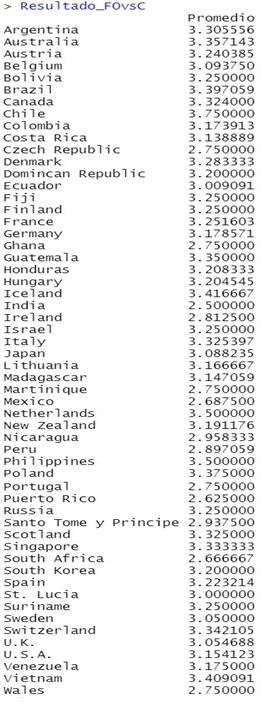 > Resultado_FOvsC
Promedio
Argentina 3.305556
Australia 3.357143
Austria 3.240385
Belgium 3.093750
Bolivia 3.250000
Brazil 3.397059
Canada 3.324000
Chile 3.750000
Colombia 3.173913
Costa Rica 3.138889
Czech Republic 2.750000
Denmark 3.283333
Domincan Republic 3.200000
Ecuador 3.009091
Fiji 3.250000
Finland 3.250000
France 3.251603
Germany 3.178571
Ghana 2.750000
Guatemala 3.350000
Honduras 3.208333
Hungary 3.204545
Iceland 3.416667
India 2.500000
Ireland 2.812500
Israel 3.250000
Italy 3.325397
Japan 3.088235
Lithuania 3.166667
Madagascar 3.147059
Martinique 2.750000
Mexico 2.687500
Netherlands 3.500000
New Zealand 3.191176
Nicaragua 2.958333
Peru 2.897059
Philippines 3.500000
Poland 3.375000
Portugal 2.750000
Puerto Rico 2.625000
Russia 3.250000
Santo Tome y Principe 2.937500
Scotland 3.325000
Singapore 3.333333
South Africa 2.666667
South Korea 3.200000
Spain 3.223214
St. Lucia 3.000000
Suriname 3.250000
Sweden 3.050000
Switzerland 3.342105
U.K. 3.054688
U.S.A. 3.154123
Venezuela 3.175000
Vietnam 3.409091
Wales 2.750000